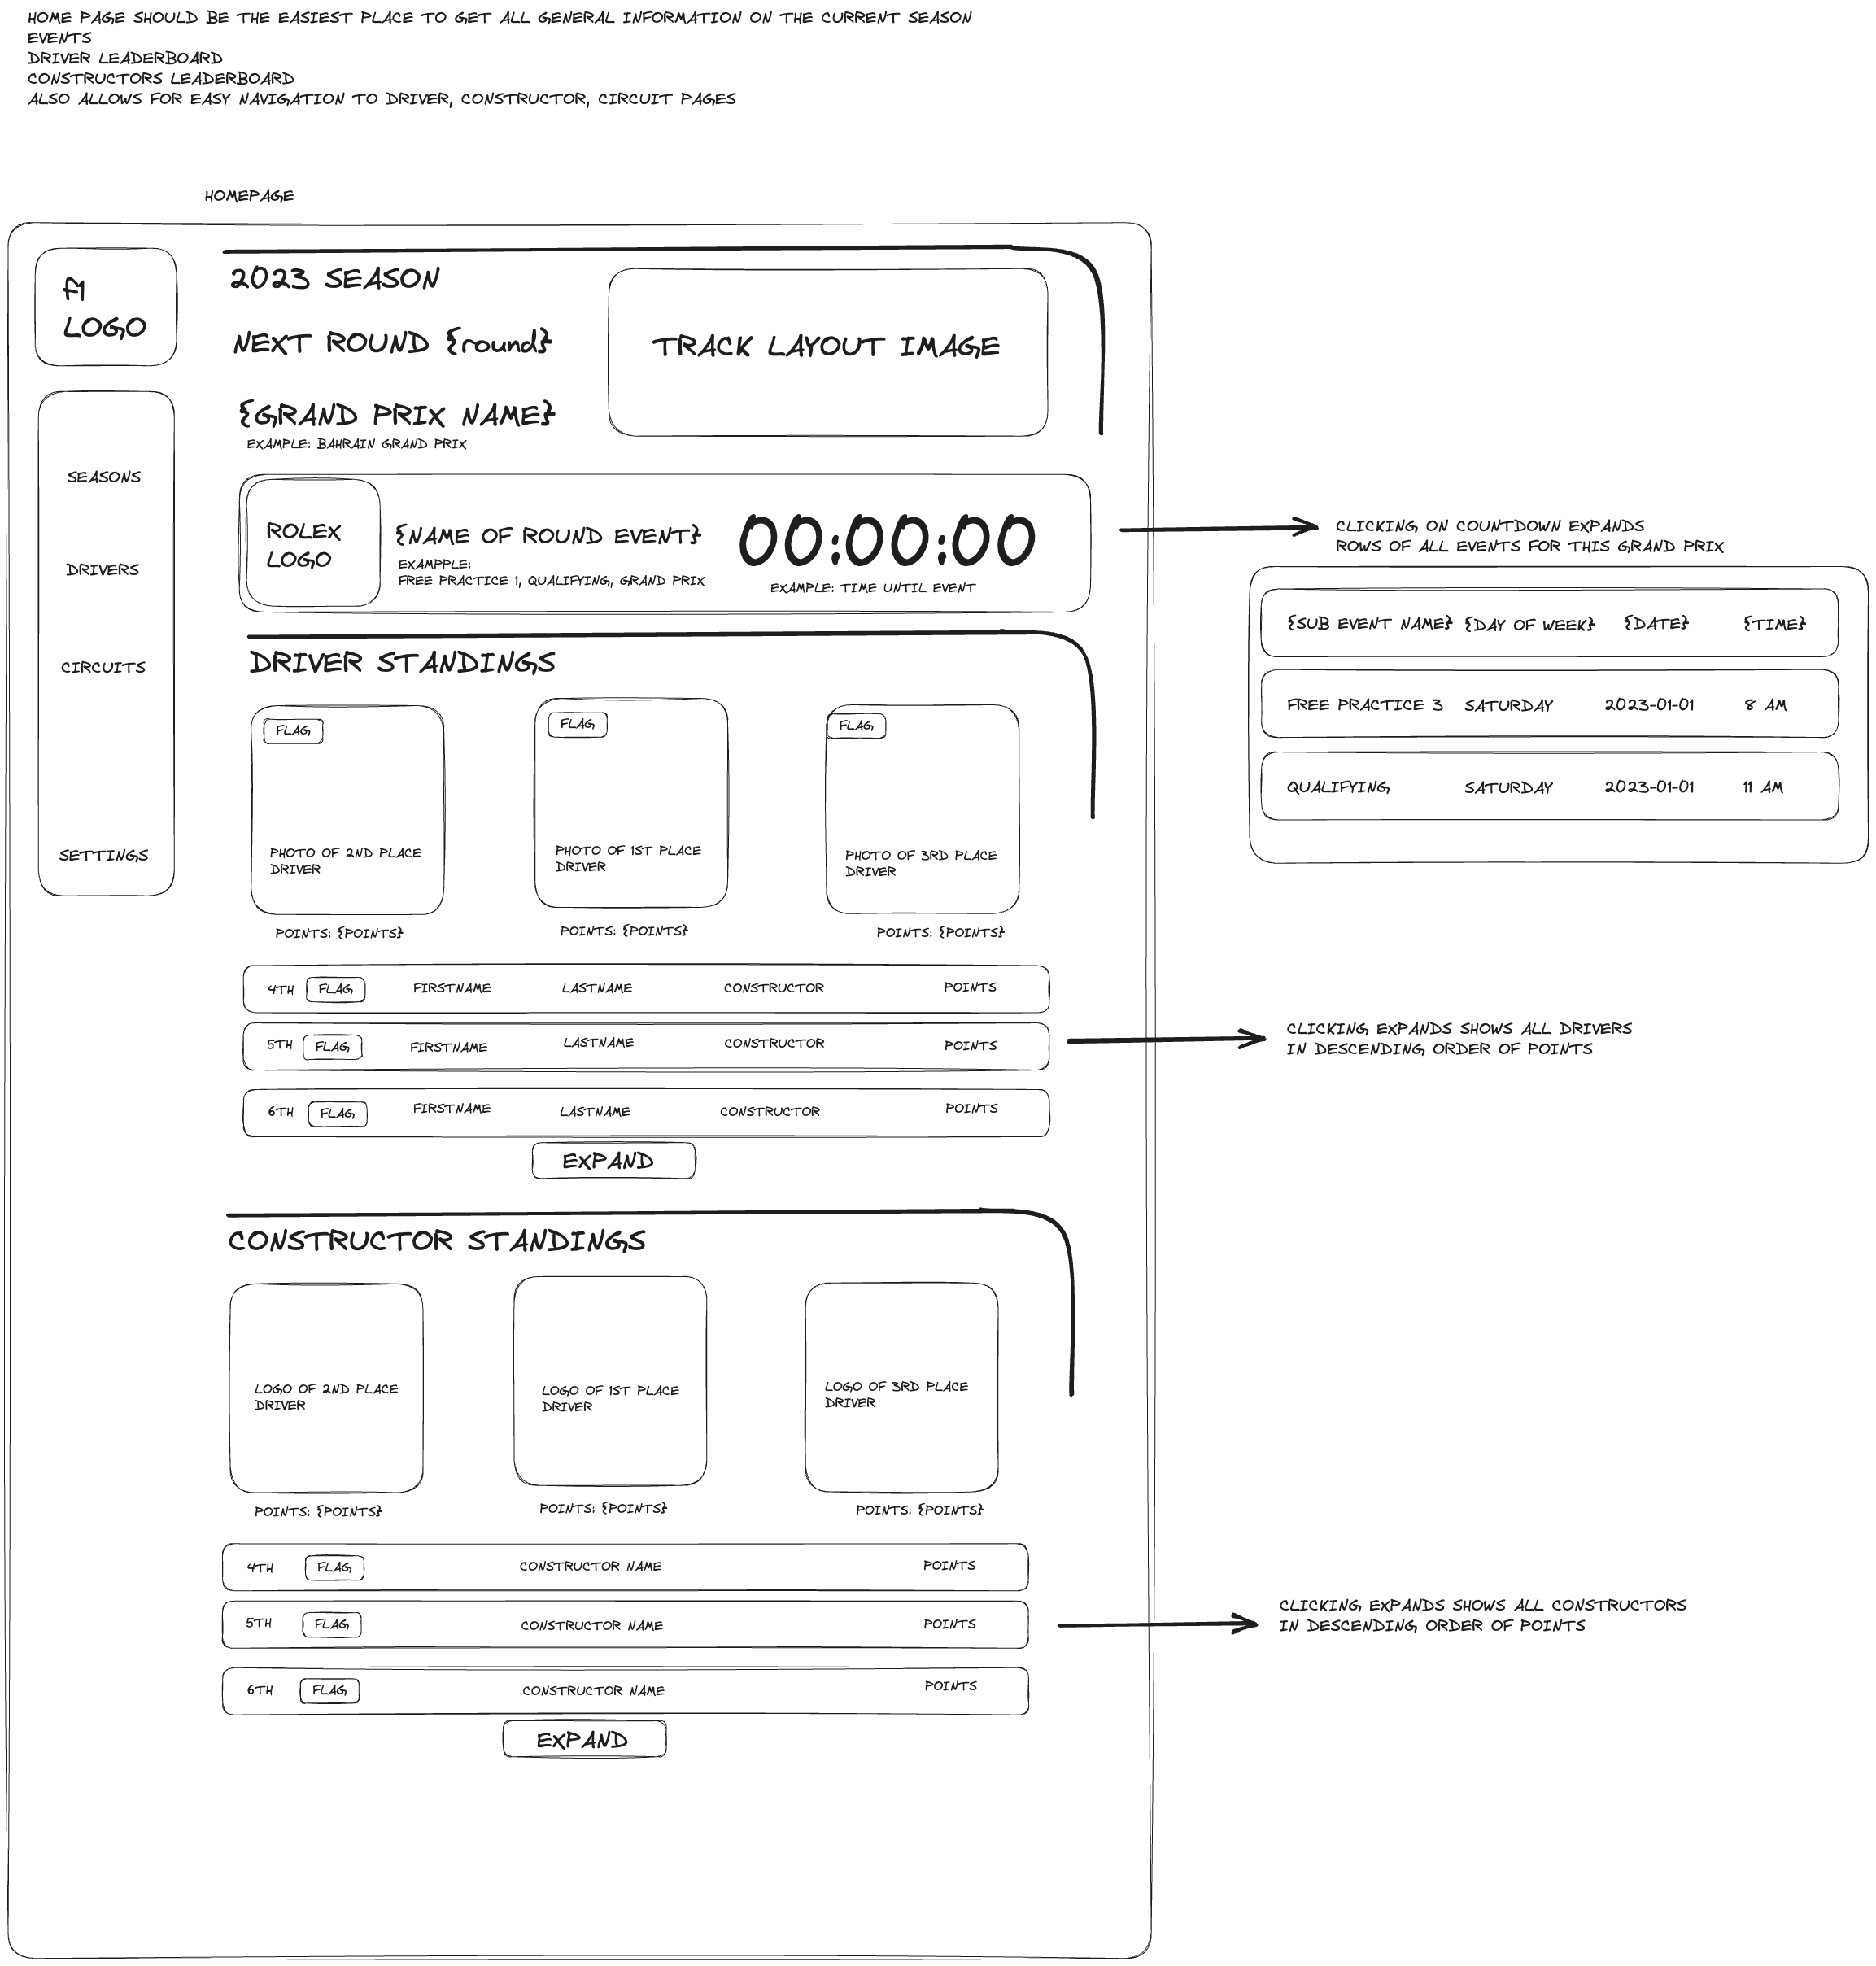 HOME PAGE SHOULD BE THE EASIEST PLACE TO GET ALL GENERAL INFORMATION ON THE CURRENT SEASON
EVENTS
DRIVER LEADERBOARD
CONSTRUCTORS LEADERBOARD
ALSO ALLOWS FOR EASY NAVIGATION TO DRIVER, CONSTRUCTOR, CIRCUIT PAGES
HOMEPAGE
f1
LOGO
SEASONS
DRIVERS
CIRCUITS
SETTINGS
2023 SEASON
NEXT ROUND {round}
{GRAND PRIX NAME}
EXAMPLE: BAHRAIN GRAND PRIX
TRACK LAYOUT IMAGE
ROLEX
LOGO
{NAME OF ROUND EVENT}
EXAMPPLE:
FREE PRACTICE 1, QUALIFYING, GRAND PRIX
00:00:00
EXAMPLE: TIME UNTIL EVENT
CLICKING ON COUNTDOWN EXPANDS
ROWS OF ALL EVENTS FOR THIS GRAND PRIX
{SUB EVENT NAME} {DAY OF WEEK} {DATE} {TIME}
FREE PRACTICE 3 SATURDAY 2023-01-01 8 AM
QUALIFYING SATURDAY 2023-01-01 11 AM
DRIVER STANDINGS
FLAG
PHOTO OF 2ND PLACE
DRIVER
POINTS: {POINTS}
FLAG
PHOTO OF 1ST PLACE
DRIVER
POINTS: {POINTS}
FLAG
PHOTO OF 3RD PLACE
DRIVER
POINTS: {POINTS}
4TH FLAG FIRSTNAME LASTNAME CONSTRUCTOR POINTS
5TH FLAG FIRSTNAME LASTNAME CONSTRUCTOR POINTS
6TH FLAG FIRSTNAME LASTNAME CONSTRUCTOR POINTS
EXPAND
CLICKING EXPANDS SHOWS ALL DRIVERS
IN DESCENDING ORDER OF POINTS
CONSTRUCTOR STANDINGS
LOGO OF 2ND PLACE
DRIVER
POINTS: {POINTS}
LOGO OF 1ST PLACE
DRIVER
POINTS: {POINTS}
LOGO OF 3RD PLACE
DRIVER
POINTS: {POINTS}
4TH FLAG CONSTRUCTOR NAME POINTS
5TH FLAG CONSTRUCTOR NAME POINTS
6TH FLAG CONSTRUCTOR NAME POINTS
EXPAND
CLICKING EXPANDS SHOWS ALL CONSTRUCTORS
IN DESCENDING ORDER OF POINTS